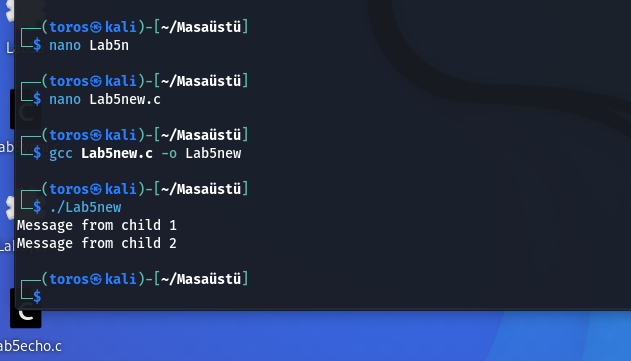 ┌──(toros㉿kali)-[~/Masaüstü]
└─$ nano Lab5n
┌──(toros㉿kali)-[~/Masaüstü]
└─$ nano Lab5new.c
┌──(toros㉿kali)-[~/Masaüstü]
└─$ gcc Lab5new.c -o Lab5new
┌──(toros㉿kali)-[~/Masaüstü]
└─$ ./Lab5new
Message from child 1
Message from child 2
┌──(toros㉿kali)-[~/Masaüstü]
└─$
ab5echo.c